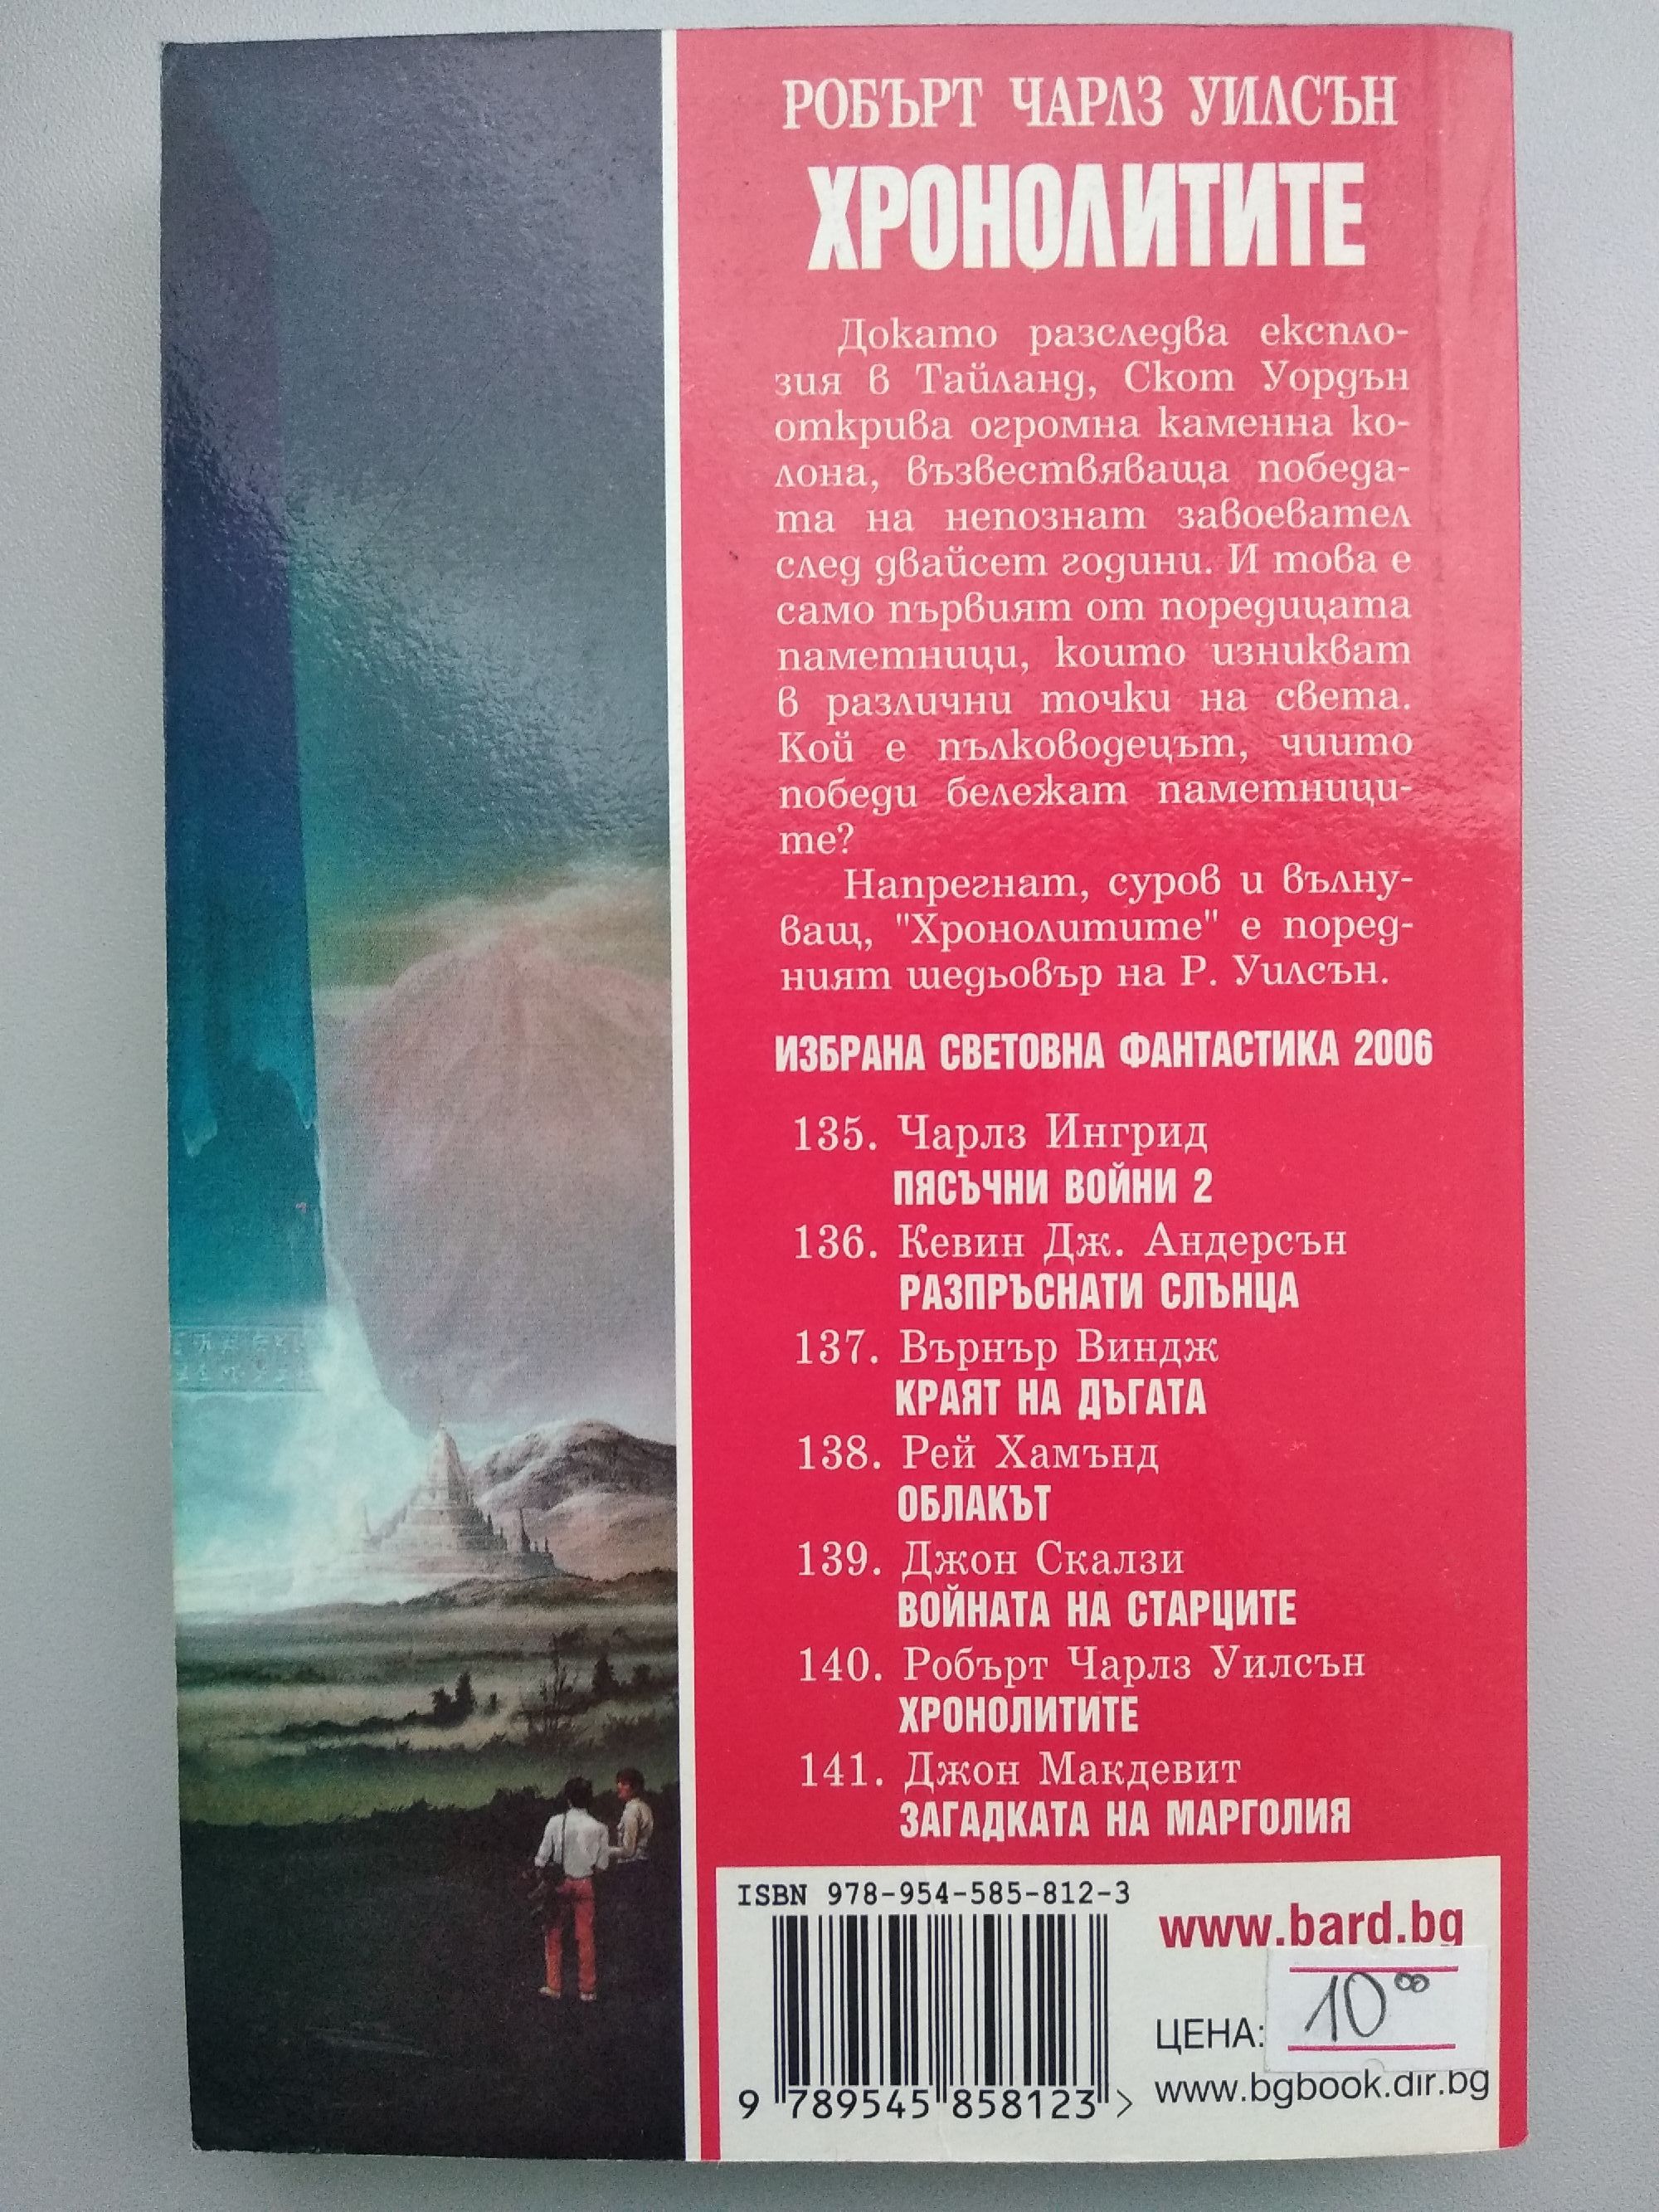 РОБЪРТ ЧАРЛЗ УИЛСЪН
ХРОНОЛИТИТЕ
Докато разследва експло-
зия в Тайланд, Скот Уордън
открива огромна каменна ко-
лона, възвествяваща победа-
та на непознат завоевател
след двайсет години. И това е
само първият от поредицата
паметници, които изникват
в различни точки на света.
Кой е пълководецът, чиито
победи бележат паметници-
те?
Напрегнат, суров и вълну-
ващ, "Хронолитите" е поред-
ният шедьовър на Р. Уилсън.
ИЗБРАНА СВЕТОВНА ФАНТАСТИКА 2006
135. Чарлз Ингрид
ПЯСЪЧНИ ВОЙНИ 2
136. Кевин Дж. Андерсън
РАЗПРЪСНАТИ СЛЪНЦА
137. Върнър Виндж
КРАЯТ НА ДЪГАТА
138. Рей Хамънд
ОБЛАКЪТ
139. Джон Скалзи
ВОЙНАТА НА СТАРЦИТЕ
140. Робърт Чарлз Уилсън
ХРОНОЛИТИТЕ
141. Джон Макдевит
ЗАГАДКАТА НА МАРГОЛИЯ
ISBN 978-954-585-812-3
www.bard.bg
ЦЕНА: 10 00
www.bgbook.dir.bg
9 789545 858123 >